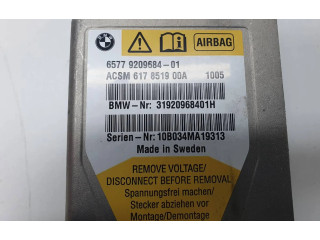 BMW
AIRBAG
6577 9209684-01
ACSM 617 8519 00A 1005
BMW-Nr: 31920968401H
Serien-Nr:10B034MA19313
Made in Sweden
REMOVE VOLTAGE/
DISCONNECT BEFORE REMOVAL
Spannungsfrei machen/
Stecker abziehen vor
Montage/Demontage